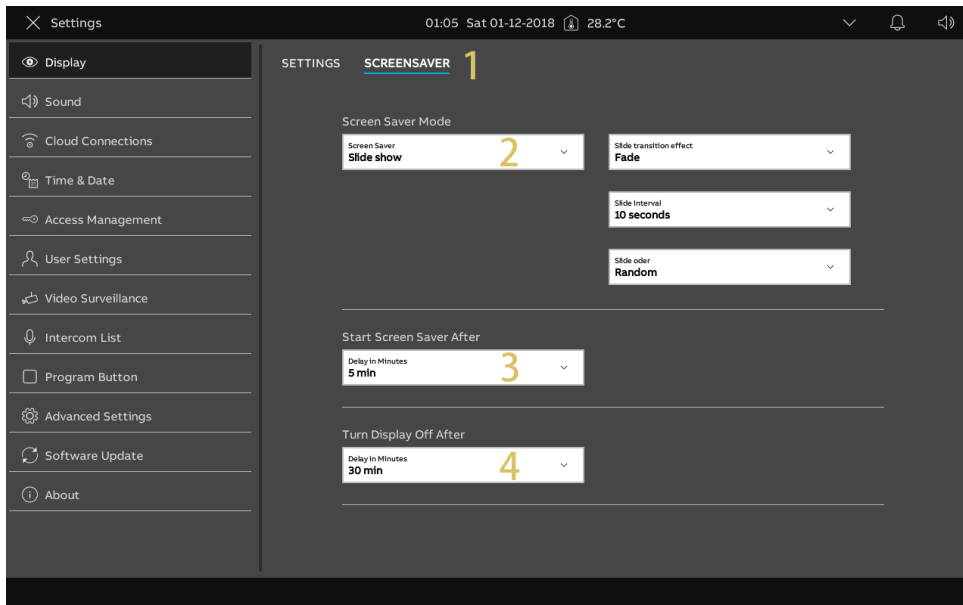 Settings
01:05 Sat 01-12-2018 28.2°C
Display
Sound
Cloud Connections
Time & Date
Access Management
User Settings
Video Surveillance
Intercom List
Program Button
Advanced Settings
Software Update
About
SETTINGS SCREENSAVER 1
Screen Saver Mode
Screen Saver
Slide show
2
Slide transition effect
Fade
Slide Interval
10 seconds
Slide oder
Random
Start Screen Saver After
Delay in Minutes
5 min
3
Turn Display Off After
Delay in Minutes
30 min
4